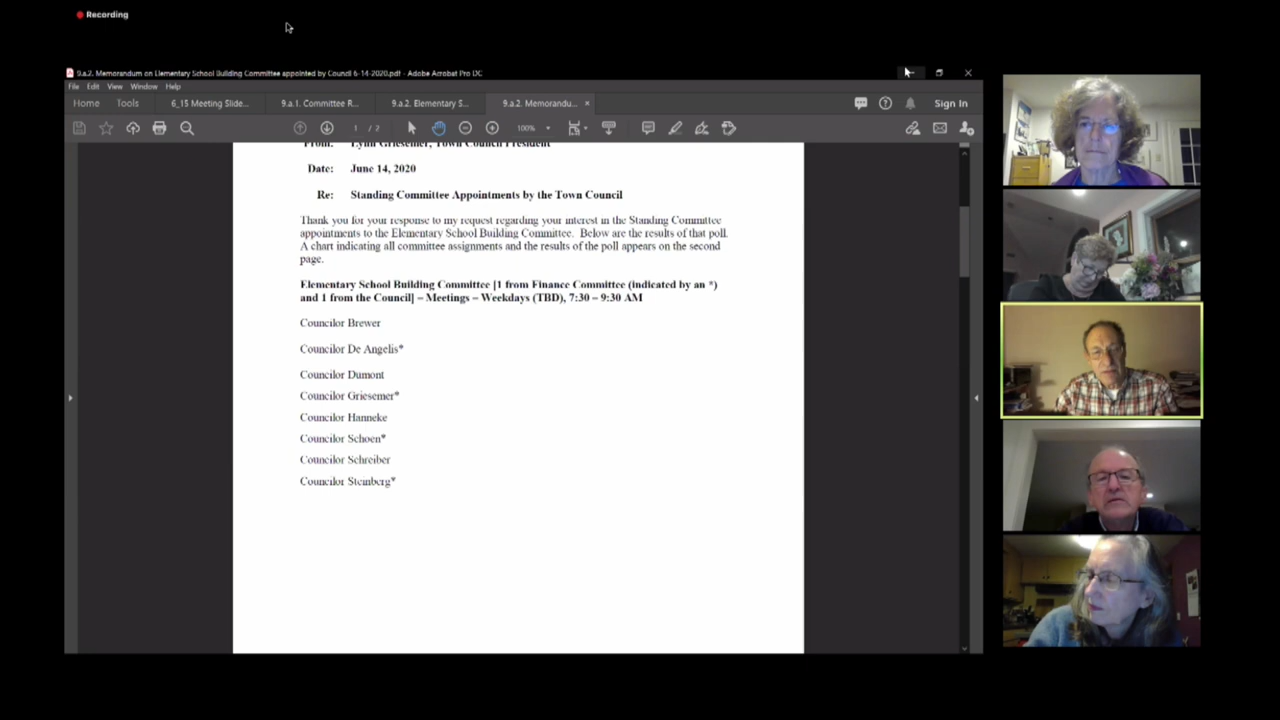 Recording
9.a.2. Memorandum on Elementary School Building Committee appointed by Council 6-14-2020.pdf - Adobe Acrobat Pro DC
File Edit View Window Help
Home Tools 6_15 Meeting Slide... 9.a.1. Committee R... 9.a.2. Elementary S... 9.a.2. Memorandu... × Sign In
1 / 2 100%
From: Lynn Griesemer, Town Council President
Date: June 14, 2020
Re: Standing Committee Appointments by the Town Council
Thank you for your response to my request regarding your interest in the Standing Committee
appointments to the Elementary School Building Committee. Below are the results of that poll.
A chart indicating all committee assignments and the results of the poll appears on the second
page.
Elementary School Building Committee [1 from Finance Committee (indicated by an *)
and 1 from the Council] – Meetings – Weekdays (TBD), 7:30 – 9:30 AM
Councilor Brewer
Councilor De Angelis*
Councilor Dumont
Councilor Griesemer*
Councilor Hanneke
Councilor Schoen*
Councilor Schreiber
Councilor Steinberg*